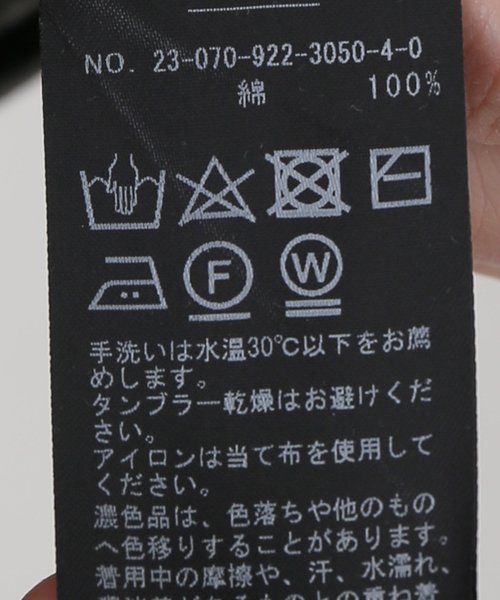 NO. 23-070-922-3050-4-0
綿 100%
F W
手洗いは水温30℃以下をお薦
めします。
タンブラー乾燥はお避けくだ
さい。
アイロンは当て布を使用して
ください。
濃色品は、色落ちや他のもの
へ色移りすることがあります。
着用中の摩擦や、汗、水濡れ、